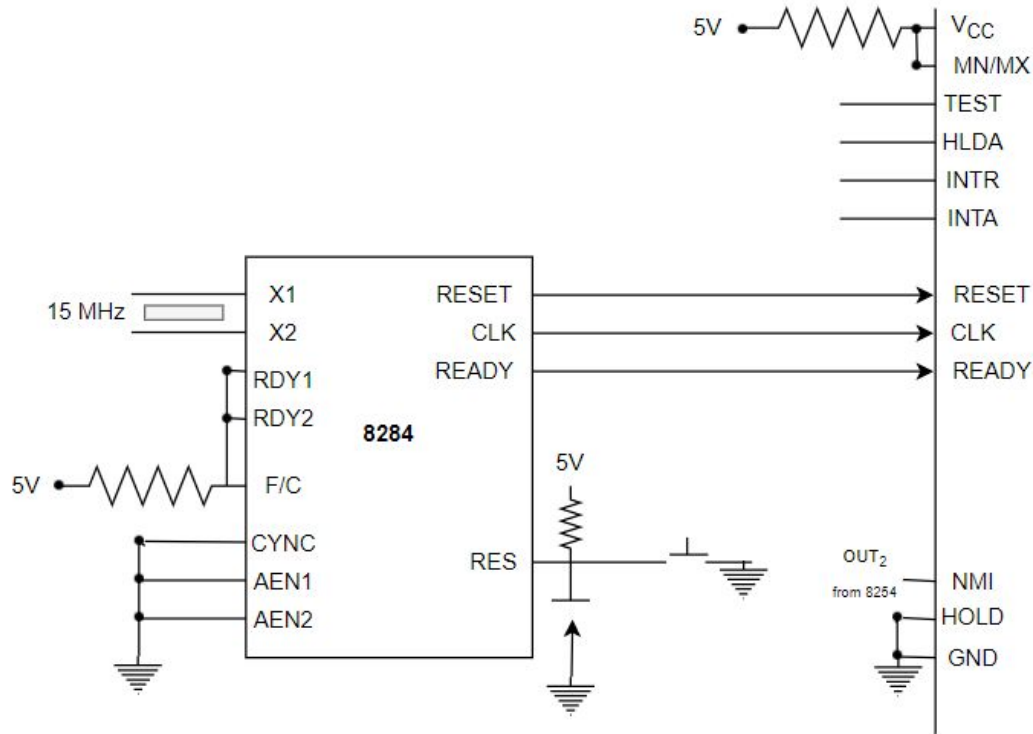 5V
VCC
MN/MX
TEST
HLDA
INTR
INTA
15 MHz
X1
X2
RDY1
RDY2
5V
F/C
CYNC
AEN1
AEN2
8284
RESET
CLK
READY
RES
5V
RESET
CLK
READY
OUT2
from 8254
NMI
HOLD
GND